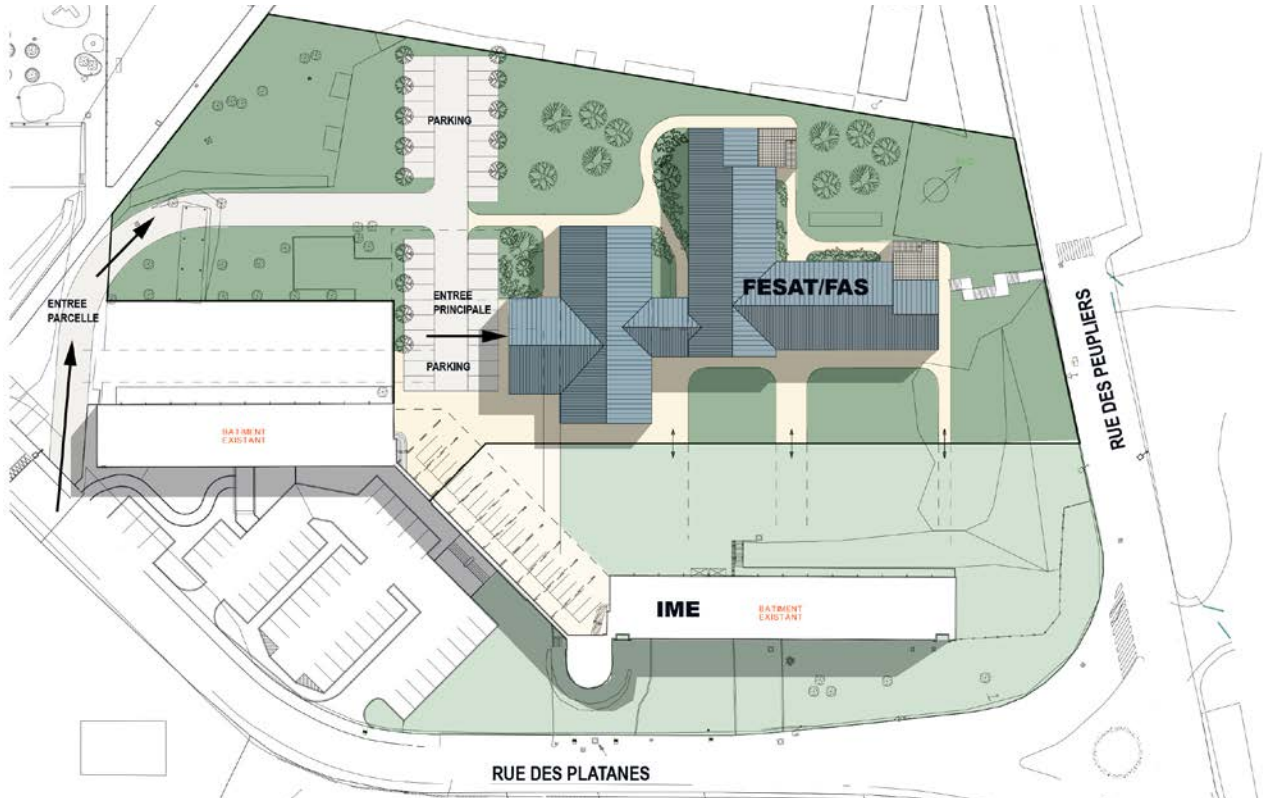 PARKING
ENTREE
PARCELLE
ENTREE
PRINCIPALE
FESAT/FAS
PARKING
RUE DES PEUPLIERS
BATIMENT
EXISTANT
IME
BATIMENT
EXISTANT
RUE DES PLATANES